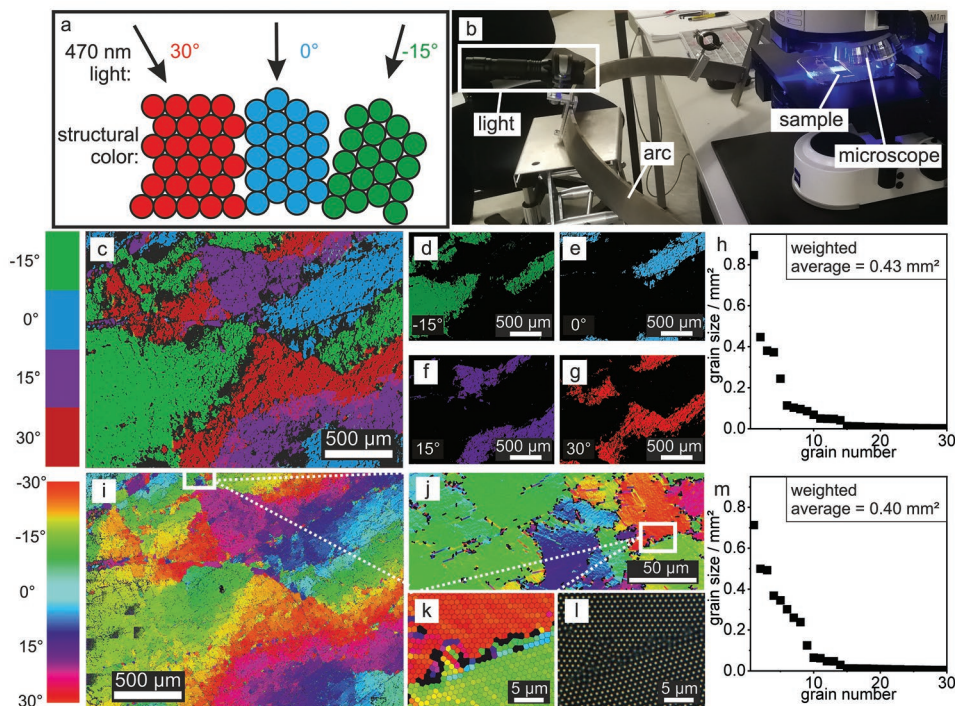 a
470 nm
light:
30°
0°
-15°
structural
color:
b
light
arc
sample
microscope
-15°
0°
15°
30°
c
500 µm
d
-15°
500 µm
e
0°
500 µm
f
15°
500 µm
g
30°
500 µm
h
weighted
average = 0.43 mm²
grain size / mm²
0.8
0.6
0.4
0.2
0.0
10
20
30
grain number
-30°
-15°
0°
15°
30°
i
500 µm
j
50 µm
k
5 µm
l
5 µm
m
weighted
average = 0.40 mm²
grain size / mm²
0.8
0.6
0.4
0.2
0.0
10
20
30
grain number